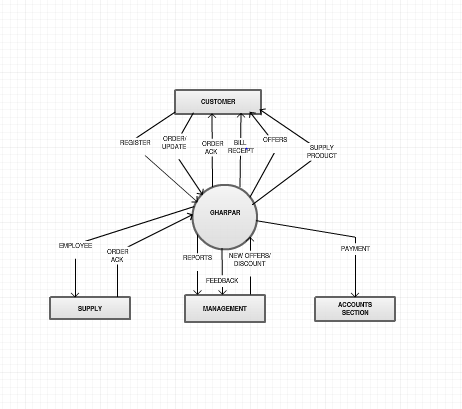 CUSTOMER
REGISTER
ORDER/
UPDATE
ORDER
ACK
BILL
RECEIPT
OFFERS
SUPPLY
PRODUCT
GHARPAR
EMPLOYEE
ORDER
ACK
REPORTS
FEEDBACK
NEW OFFERS/
DISCOUNT
PAYMENT
SUPPLY
MANAGEMENT
ACCOUNTS
SECTION